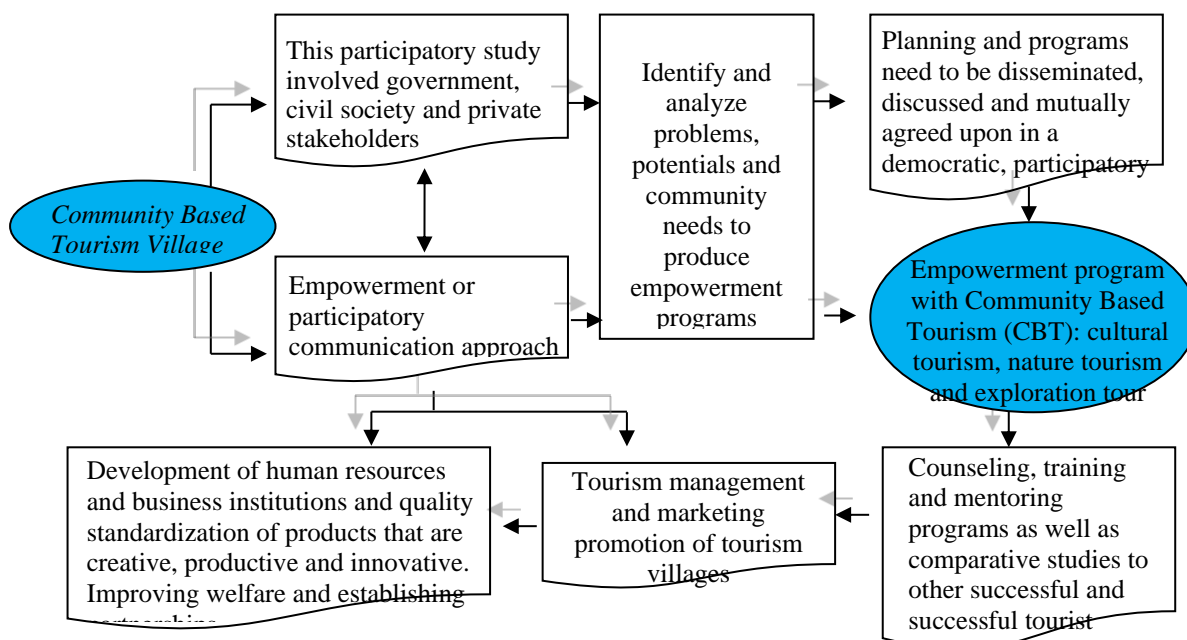 This participatory study
involved government,
civil society and private
stakeholders
Identify and
analyze
problems,
potentials and
community
needs to
produce
empowerment
programs
Planning and programs
need to be disseminated,
discussed and mutually
agreed upon in a
democratic, participatory
Community Based
Tourism Village
Empowerment or
participatory
communication approach
Empowerment program
with Community Based
Tourism (CBT): cultural
tourism, nature tourism
and exploration tour
Development of human resources
and business institutions and quality
standardization of products that are
creative, productive and innovative.
Improving welfare and establishing
Tourism management
and marketing
promotion of tourism
villages
Counseling, training
and mentoring
programs as well as
comparative studies to
other successful and
successful tourist